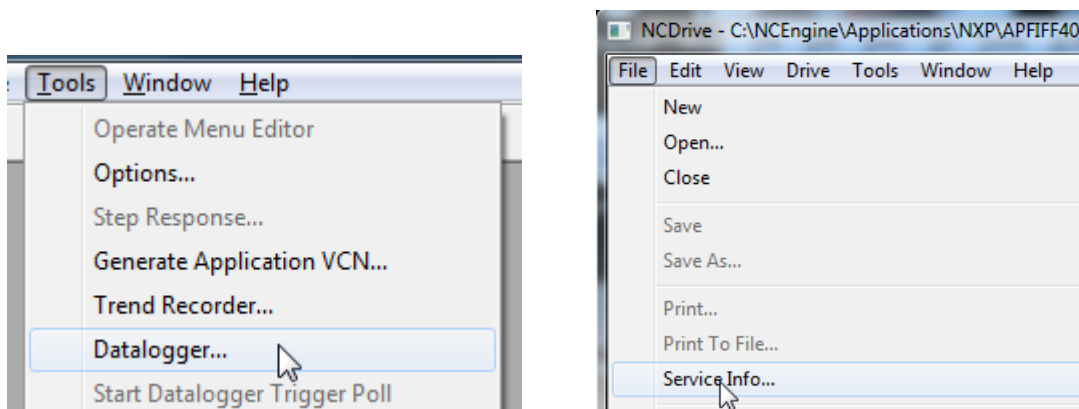 Tools Window Help
Operate Menu Editor
Options...
Step Response...
Generate Application VCN...
Trend Recorder...
Datalogger...
Start Datalogger Trigger Poll
NCDrive - C:\NCEngine\Applications\NXP\APFIFF40
File Edit View Drive Tools Window Help
New
Open...
Close
Save
Save As...
Print...
Print To File...
Service Info...